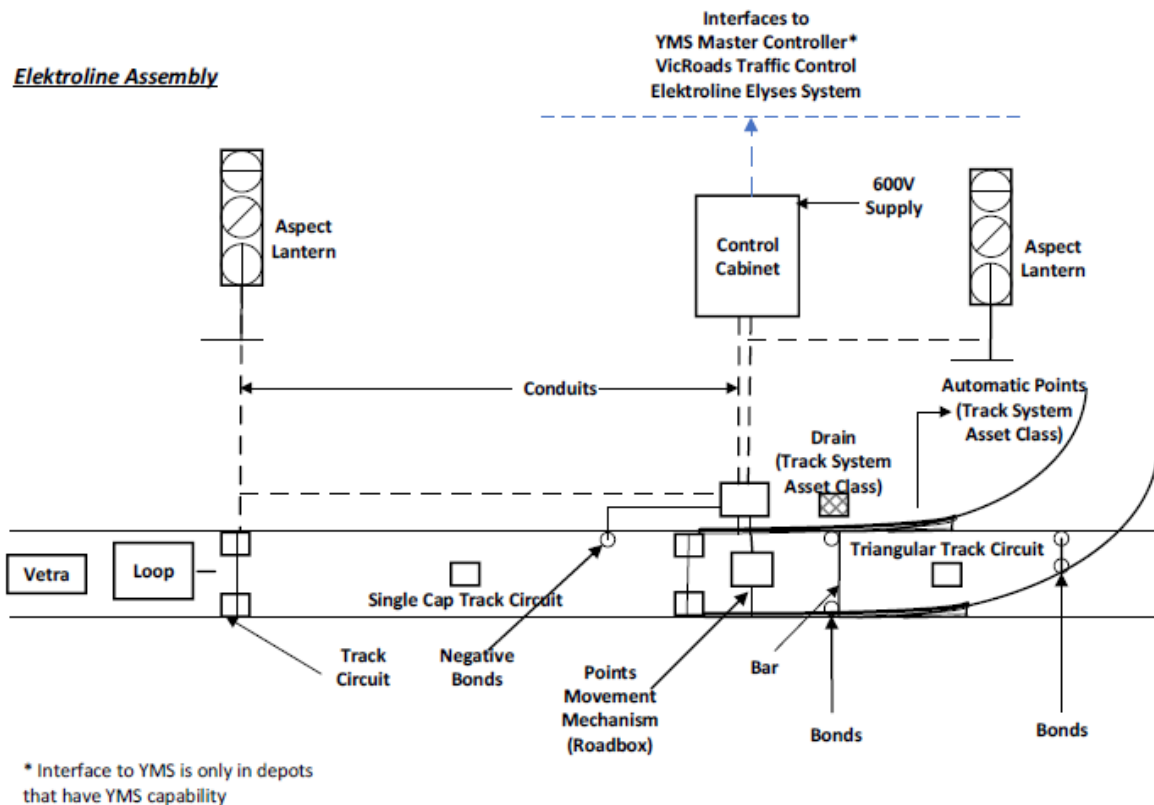 Interfaces to
YMS Master Controller*
VicRoads Traffic Control
Elektroline Elyses System
Elektroline Assembly
600V
Supply
Aspect
Lantern
Control
Cabinet
Aspect
Lantern
Conduits
Automatic Points
(Track System
Asset Class)
Drain
(Track System
Asset Class)
Vetra
Loop
Single Cap Track Circuit
Triangular Track Circuit
Track
Circuit
Negative
Bonds
Points
Movement
Mechanism
(Roadbox)
Bar
Bonds
Bonds
* Interface to YMS is only in depots
that have YMS capability